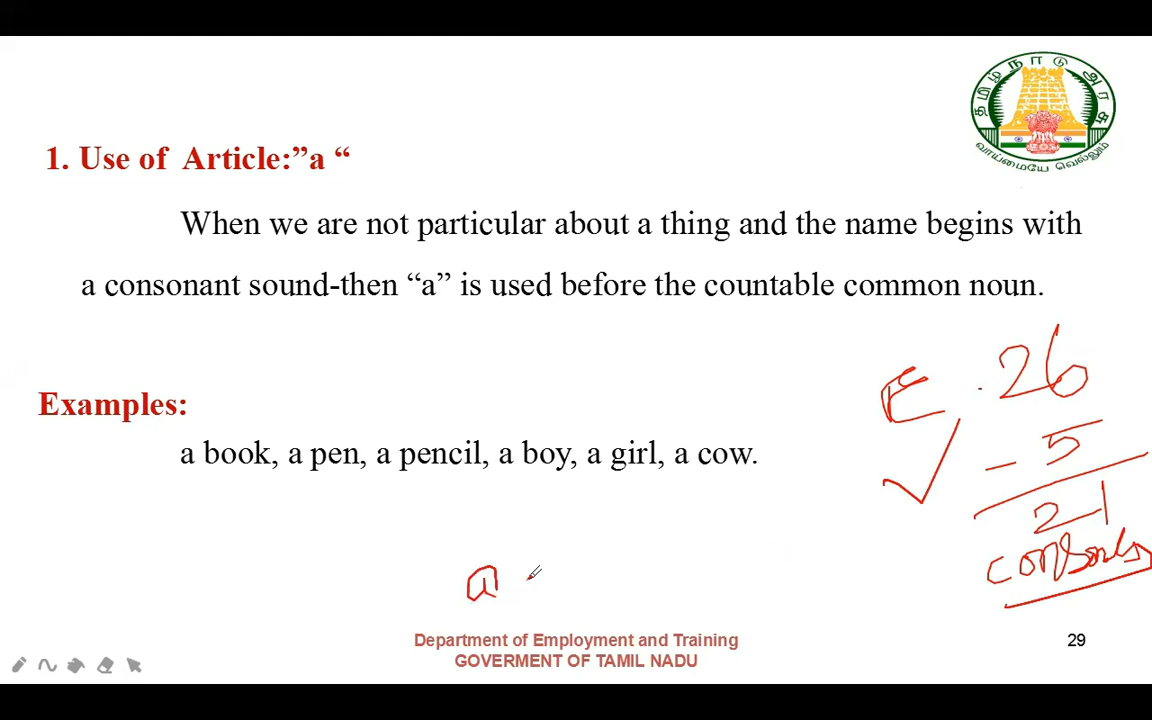 தமிழ் நாடு அரசு
வாய்மையே வெல்லும்
1. Use of Article:”a “
When we are not particular about a thing and the name begins with
a consonant sound-then “a” is used before the countable common noun.
E 26
- 5
21
Examples:
a book, a pen, a pencil, a boy, a girl, a cow.
a
Department of Employment and Training
GOVERMENT OF TAMIL NADU
29